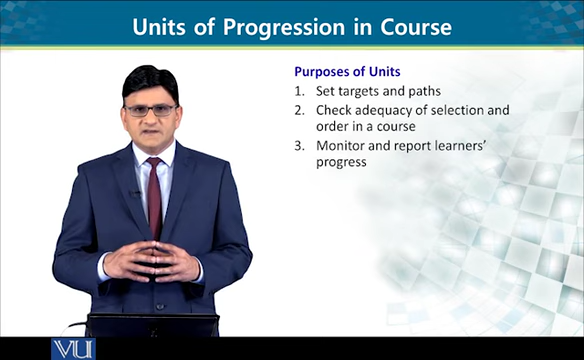 Units of Progression in Course
Purposes of Units
1. Set targets and paths
2. Check adequacy of selection and
order in a course
3. Monitor and report learners’
progress
VU